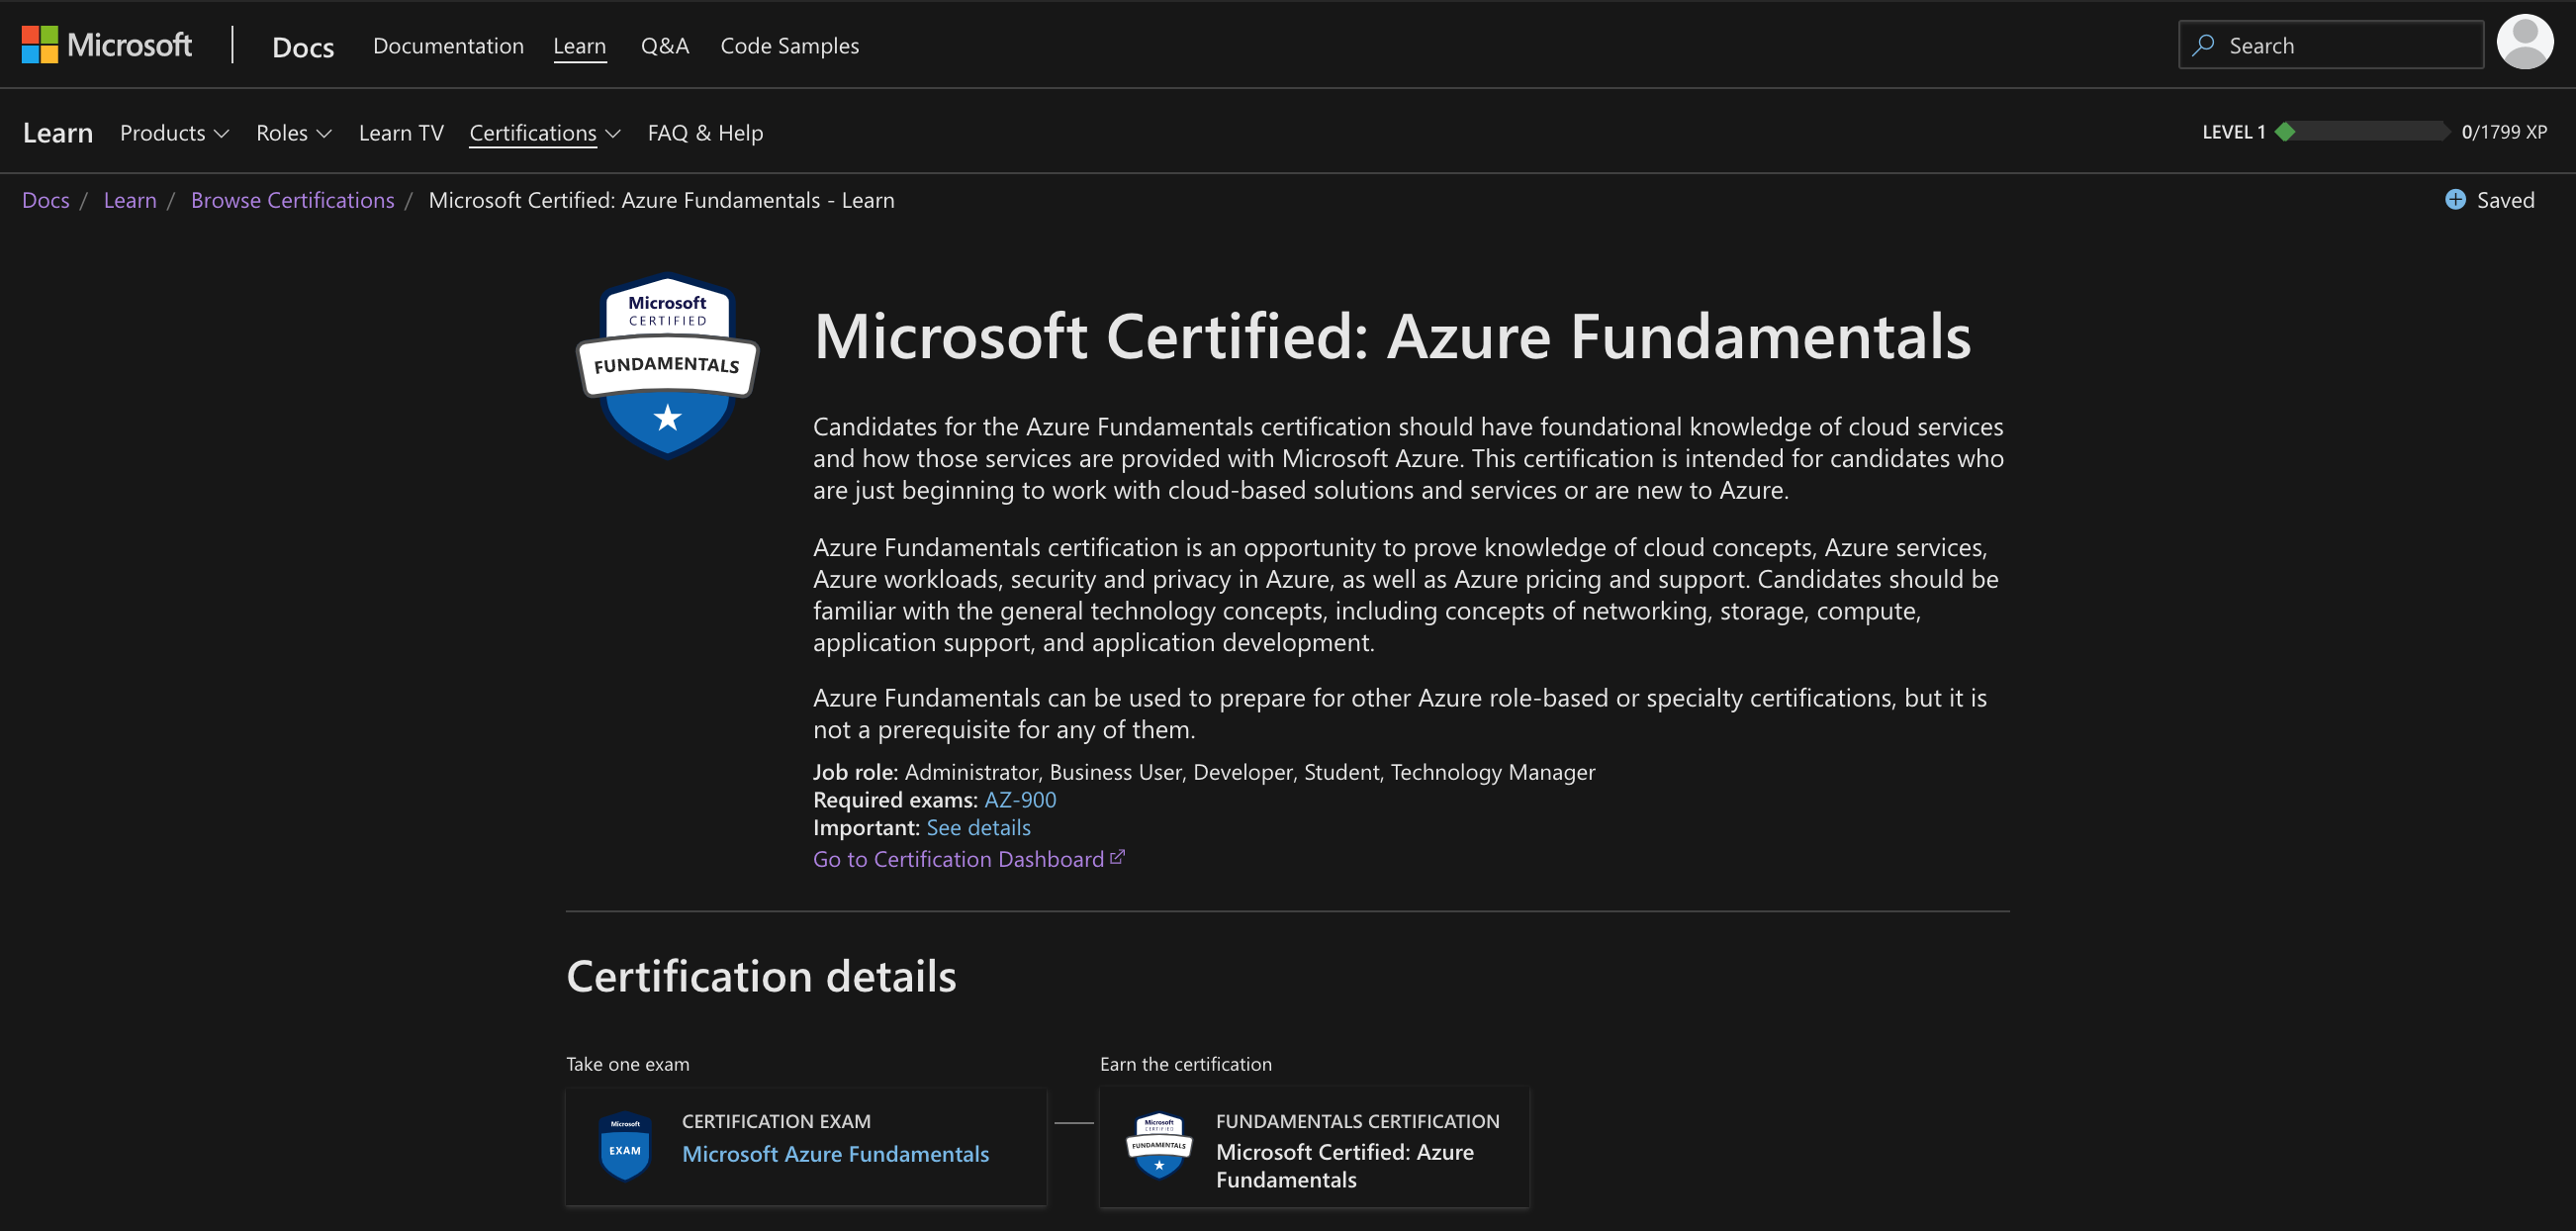 Microsoft
Docs
Documentation
Learn
Q&A
Code Samples
Search
Learn
Products
Roles
Learn TV
Certifications
FAQ & Help
LEVEL 1
0/1799 XP
Docs / Learn / Browse Certifications / Microsoft Certified: Azure Fundamentals - Learn
Saved
Microsoft
CERTIFIED
FUNDAMENTALS
Microsoft Certified: Azure Fundamentals
Candidates for the Azure Fundamentals certification should have foundational knowledge of cloud services
and how those services are provided with Microsoft Azure. This certification is intended for candidates who
are just beginning to work with cloud-based solutions and services or are new to Azure.
Azure Fundamentals certification is an opportunity to prove knowledge of cloud concepts, Azure services,
Azure workloads, security and privacy in Azure, as well as Azure pricing and support. Candidates should be
familiar with the general technology concepts, including concepts of networking, storage, compute,
application support, and application development.
Azure Fundamentals can be used to prepare for other Azure role-based or specialty certifications, but it is
not a prerequisite for any of them.
Job role: Administrator, Business User, Developer, Student, Technology Manager
Required exams: AZ-900
Important: See details
Go to Certification Dashboard
Certification details
Take one exam
Microsoft
EXAM
CERTIFICATION EXAM
Microsoft Azure Fundamentals
Earn the certification
Microsoft
CERTIFIED
FUNDAMENTALS
FUNDAMENTALS CERTIFICATION
Microsoft Certified: Azure
Fundamentals